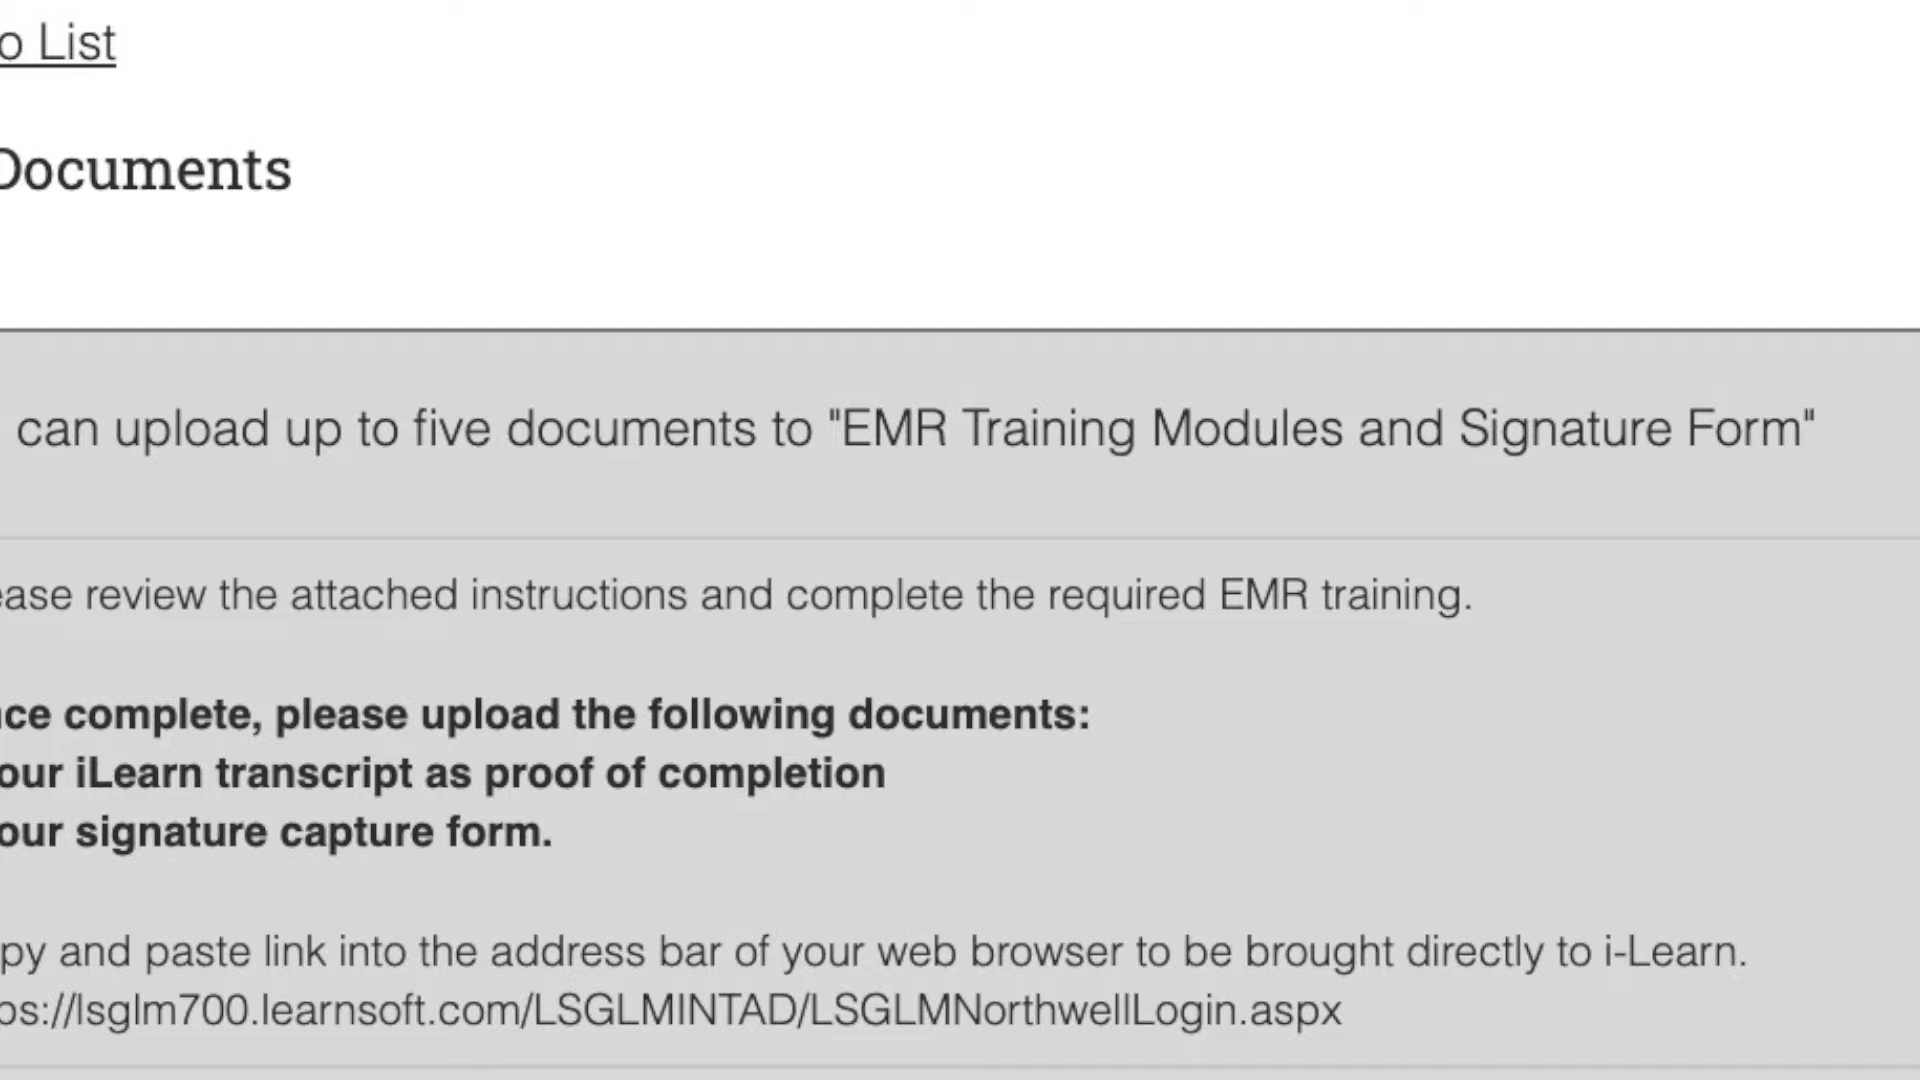 o List
Documents
can upload up to five documents to "EMR Training Modules and Signature Form"
ease review the attached instructions and complete the required EMR training.
nce complete, please upload the following documents:
our iLearn transcript as proof of completion
our signature capture form.
py and paste link into the address bar of your web browser to be brought directly to i-Learn.
ps://lsglm700.learnsoft.com/LSGLMINTAD/LSGLMNorthwellLogin.aspx